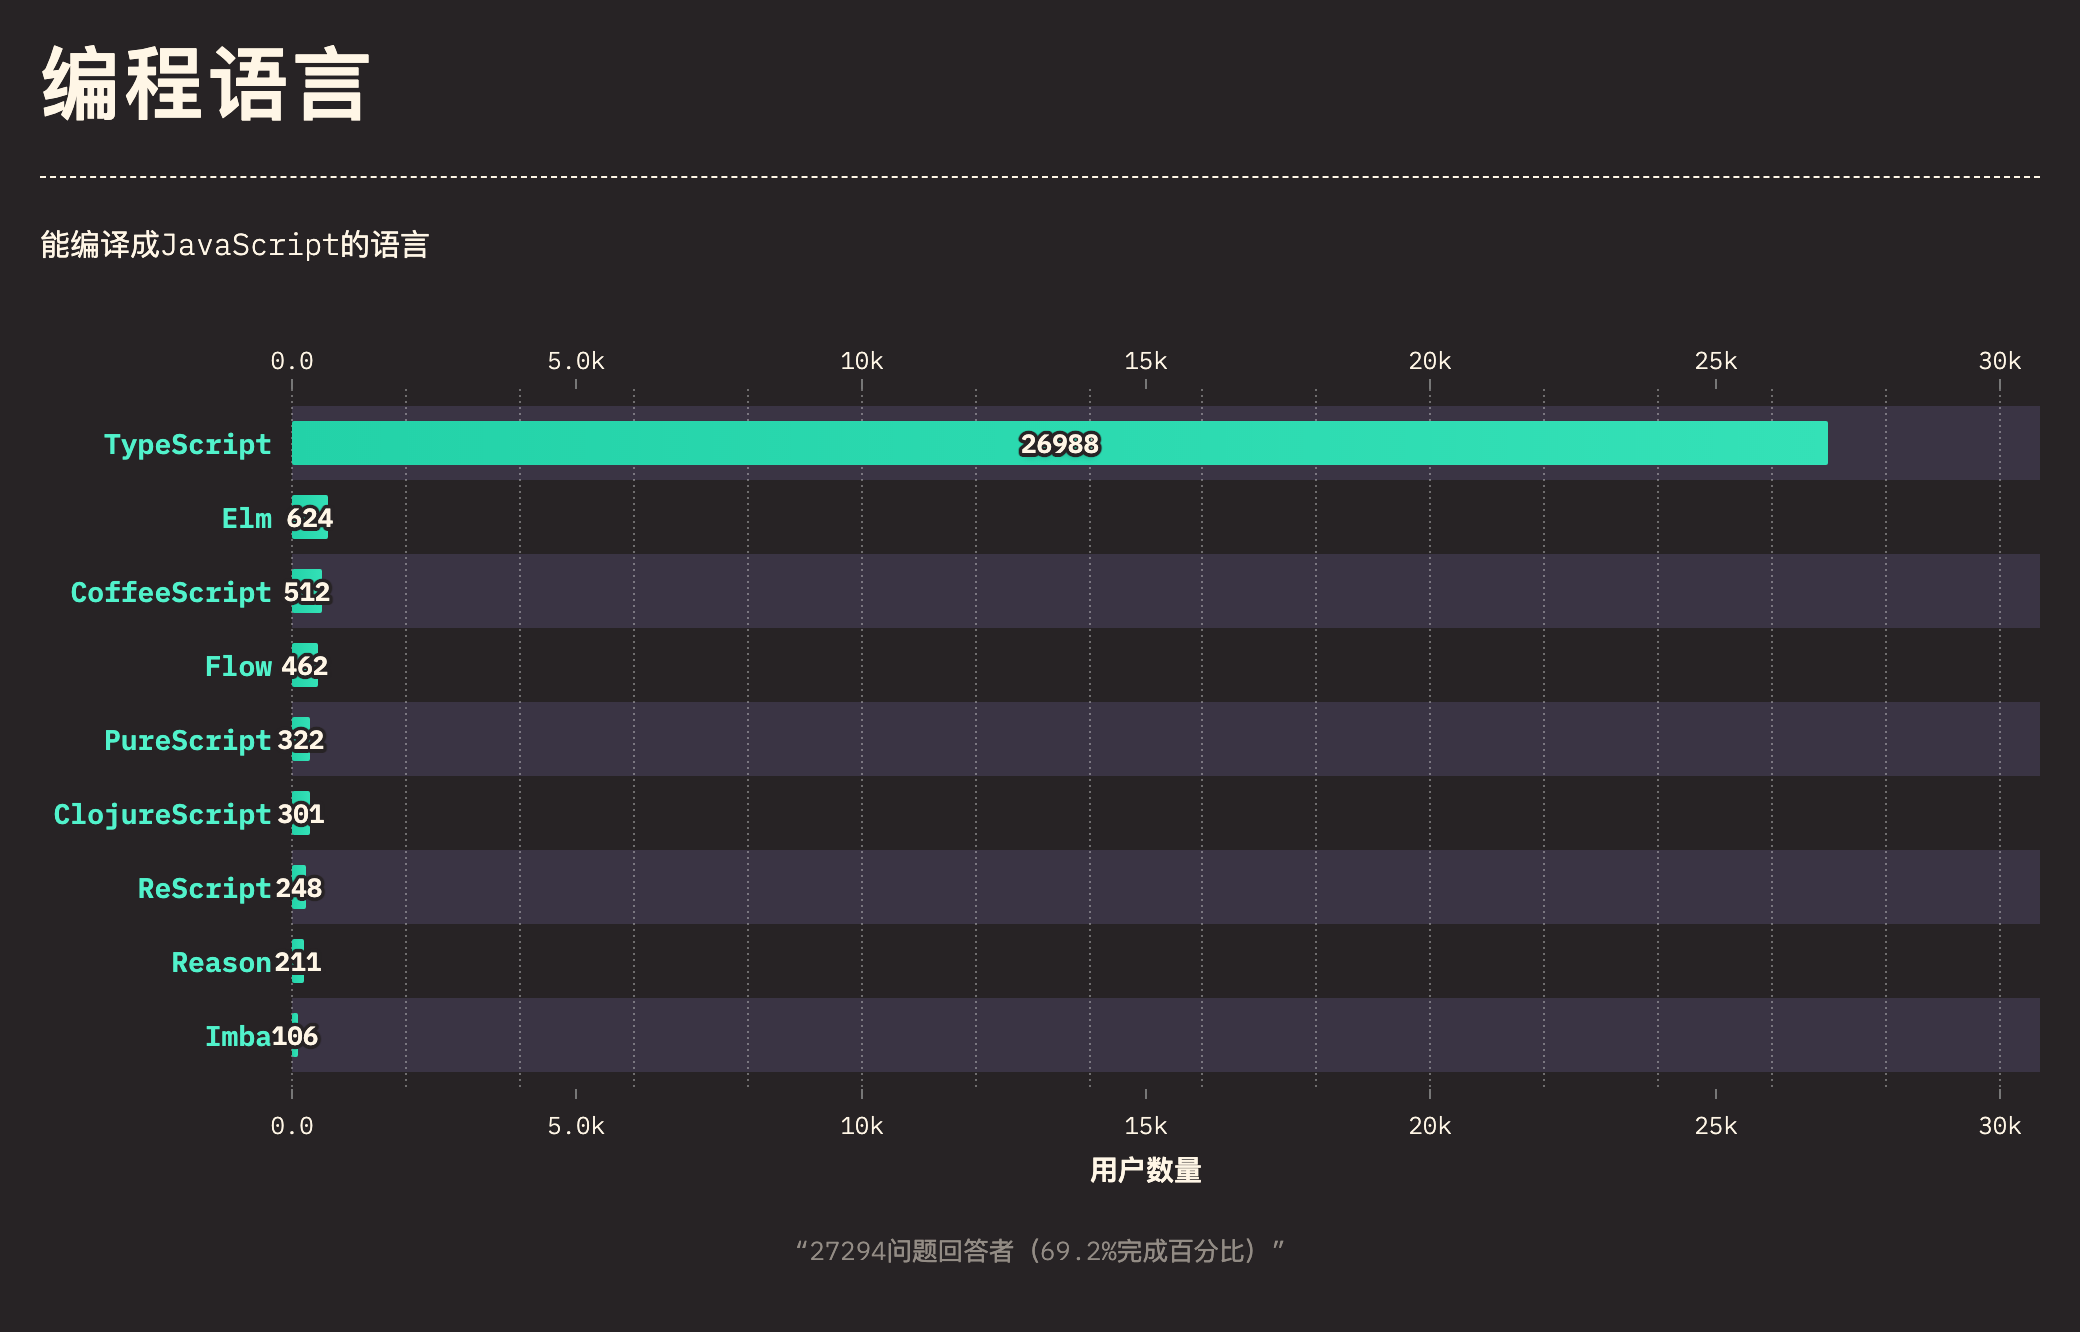 编程语言
能编译成JavaScript的语言
0.0 5.0k 10k 15k 20k 25k 30k
TypeScript 26988
Elm 624
CoffeeScript 512
Flow 462
PureScript 322
ClojureScript 301
ReScript 248
Reason 211
Imba 106
0.0 5.0k 10k 15k 20k 25k 30k
用户数量
“27294问题回答者（69.2%完成百分比）”